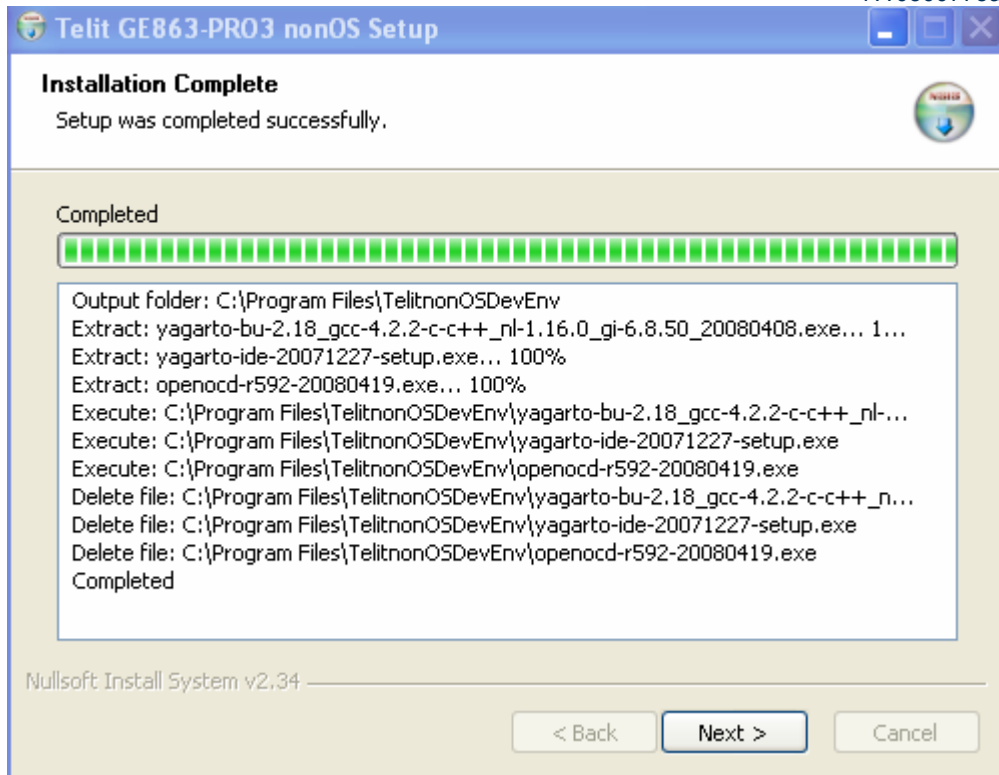 Telit GE863-PRO3 nonOS Setup
Installation Complete
Setup was completed successfully.
Completed
Output folder: C:\Program Files\TelitnonOSDevEnv
Extract: yagarto-bu-2.18_gcc-4.2.2-c-c++_nl-1.16.0_gi-6.8.50_20080408.exe... 1...
Extract: yagarto-ide-20071227-setup.exe... 100%
Extract: openocd-r592-20080419.exe... 100%
Execute: C:\Program Files\TelitnonOSDevEnv\yagarto-bu-2.18_gcc-4.2.2-c-c++_nl-...
Execute: C:\Program Files\TelitnonOSDevEnv\yagarto-ide-20071227-setup.exe
Execute: C:\Program Files\TelitnonOSDevEnv\openocd-r592-20080419.exe
Delete file: C:\Program Files\TelitnonOSDevEnv\yagarto-bu-2.18_gcc-4.2.2-c-c++_n...
Delete file: C:\Program Files\TelitnonOSDevEnv\yagarto-ide-20071227-setup.exe
Delete file: C:\Program Files\TelitnonOSDevEnv\openocd-r592-20080419.exe
Completed
Nullsoft Install System v2.34
< Back Next > Cancel